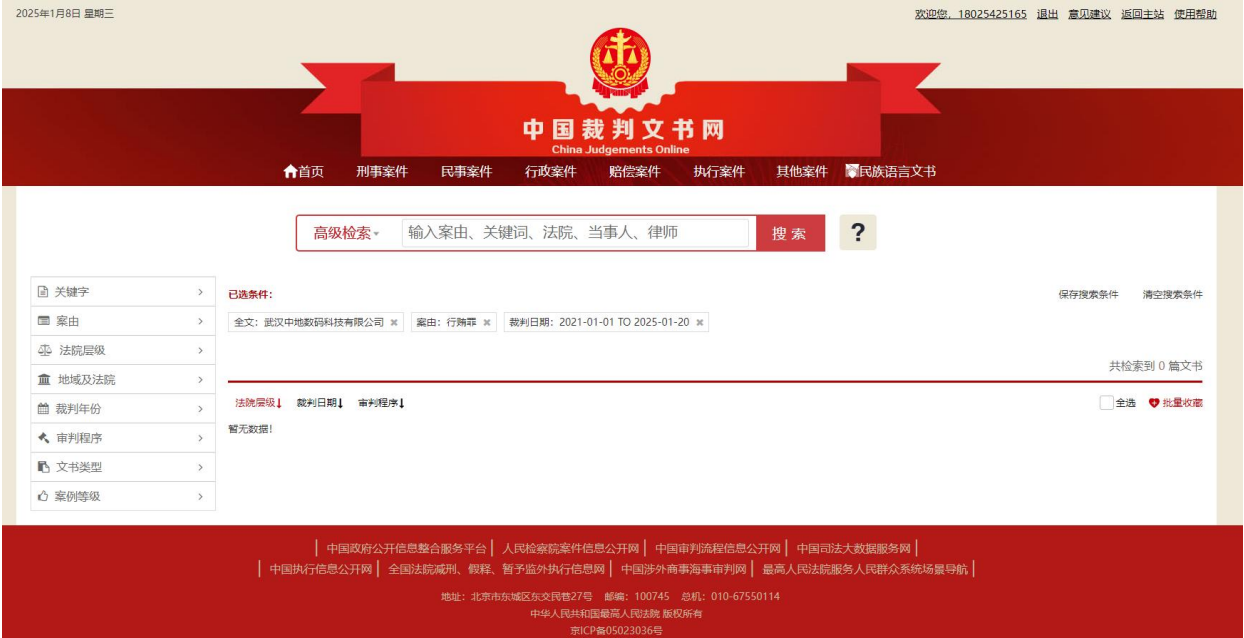 2025年1月8日 星期三
欢迎您，18025425165 退出 意见建议 返回主站 使用帮助
中国裁判文书网
China Judgements Online
首页 刑事案件 民事案件 行政案件 赔偿案件 执行案件 其他案件 民族语言文书
高级检索 输入案由、关键词、法院、当事人、律师 搜索 ?
关键字
案由
法院层级
地域及法院
裁判年份
审判程序
文书类型
案例等级
已选条件： 保存搜索条件 清空搜索条件
全文：武汉中地数码科技有限公司 × 案由：行贿罪 × 裁判日期：2021-01-01 TO 2025-01-20 ×
共检索到 0 篇文书
法院层级↓ 裁判日期↓ 审判程序↓ 全选 批量收藏
暂无数据！
| 中国政府公开信息整合服务平台 | 人民检察院案件信息公开网 | 中国审判流程信息公开网 | 中国司法大数据服务网 |
| 中国执行信息公开网 | 全国法院减刑、假释、暂予监外执行信息网 | 中国涉外商事海事审判网 | 最高人民法院服务人民群众系统场景导航 |
地址：北京市东城区东交民巷27号 邮编：100745 总机：010-67550114
中华人民共和国最高人民法院 版权所有
京ICP备05023036号